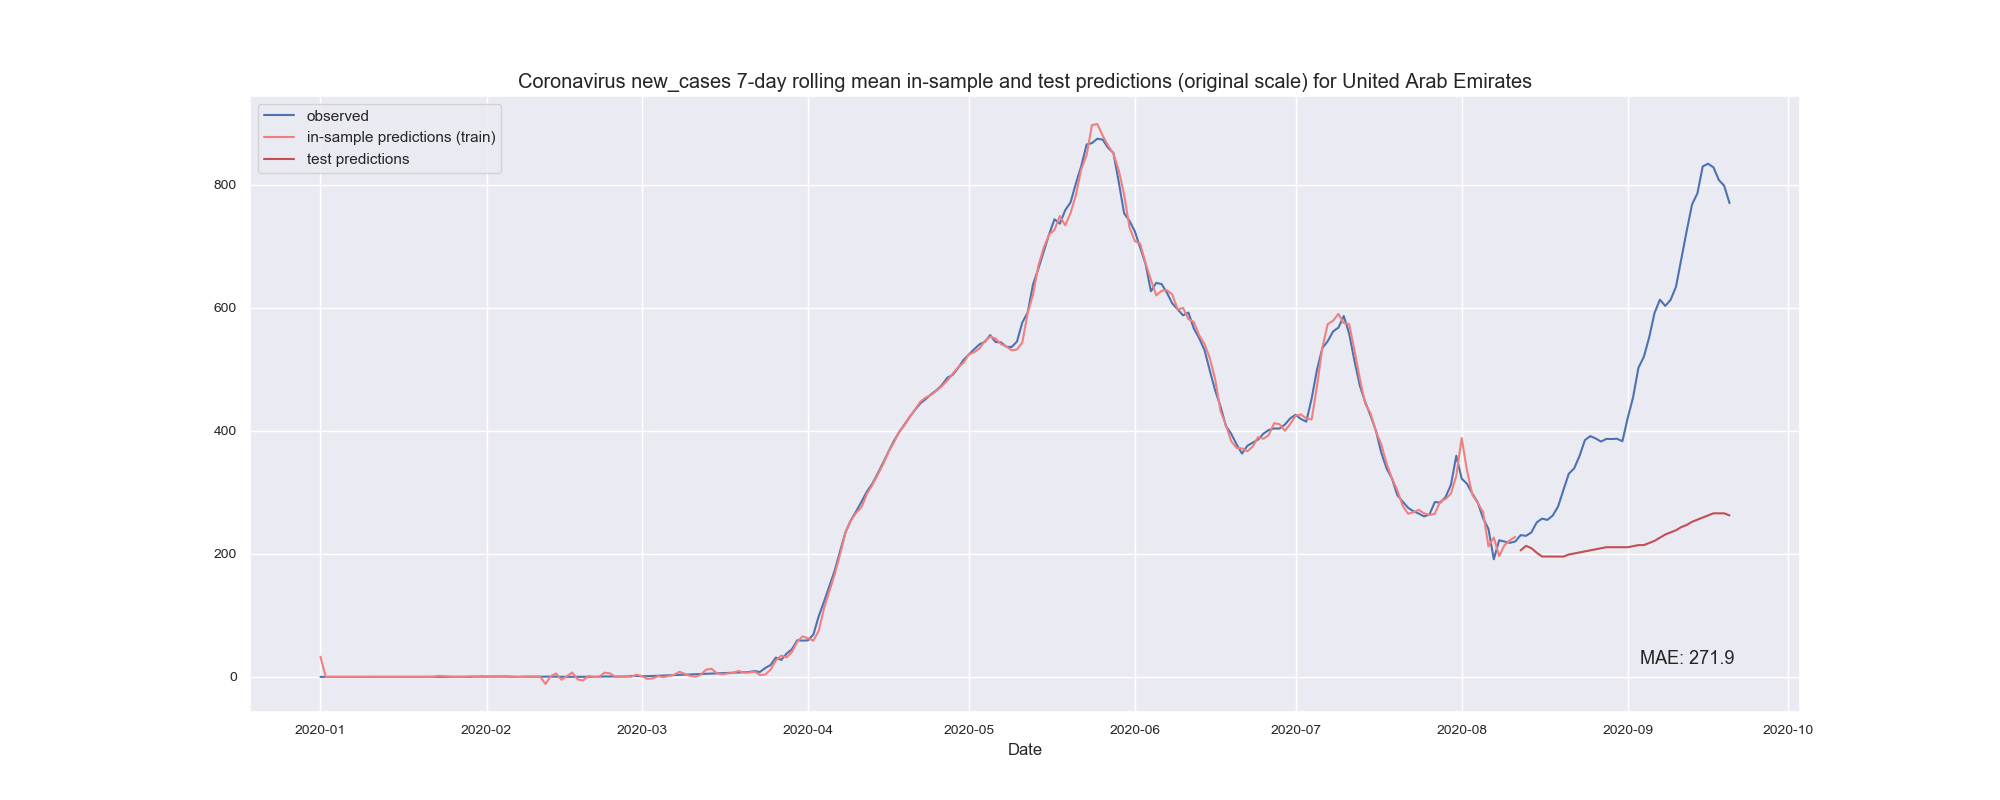 Coronavirus new_cases 7-day rolling mean in-sample and test predictions (original scale) for United Arab Emirates
observed
in-sample predictions (train)
test predictions
800
600
400
200
0
MAE: 271.9
2020-01 2020-02 2020-03 2020-04 2020-05 2020-06 2020-07 2020-08 2020-09 2020-10
Date